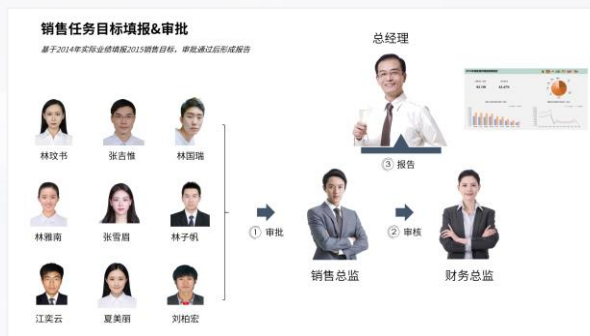 销售任务目标填报&审批
基于2014年实际业绩填报2015销售目标，审批通过后形成报告
总经理
林玟书
张吉惟
林国瑞
③ 报告
林雅南
张雪眉
林子帆
① 审批
② 审核
销售总监
财务总监
江奕云
夏美丽
刘柏宏